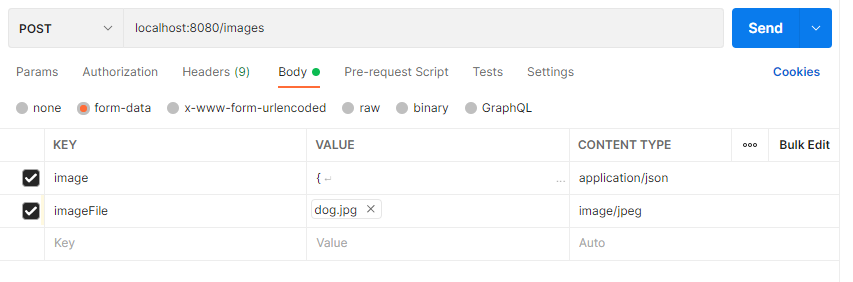 POST localhost:8080/images Send
Params Authorization Headers (9) Body Pre-request Script Tests Settings Cookies
none form-data x-www-form-urlencoded raw binary GraphQL
KEY VALUE CONTENT TYPE ooo Bulk Edit
image { ↵ ... application/json
imageFile dog.jpg × image/jpeg
Key Value Auto